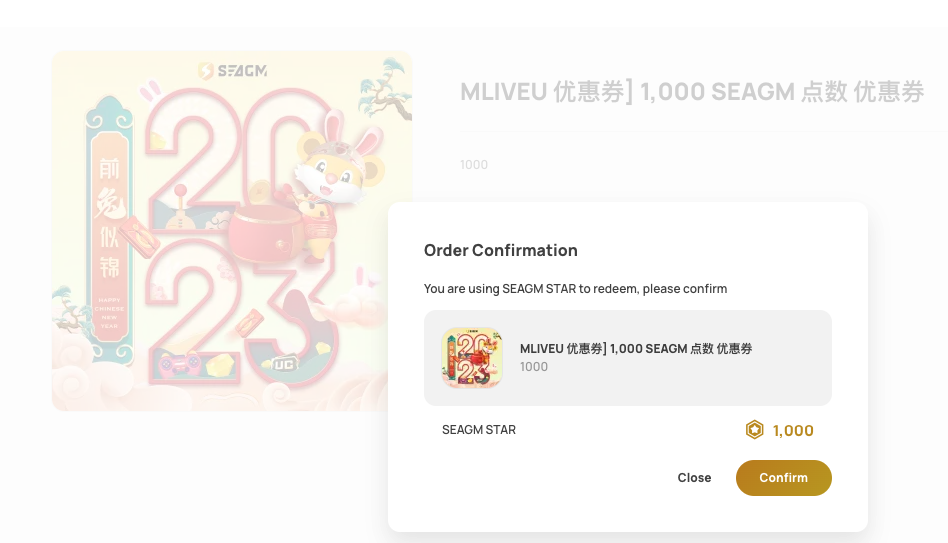 SEAGM
MLIVEU 优惠券] 1,000 SEAGM 点数 优惠券
1000
2023
前
兔
似
锦
HAPPY
CHINESE
NEW
YEAR
UC
Order Confirmation
You are using SEAGM STAR to redeem, please confirm
MLIVEU 优惠券] 1,000 SEAGM 点数 优惠券
1000
SEAGM STAR
1,000
Close
Confirm